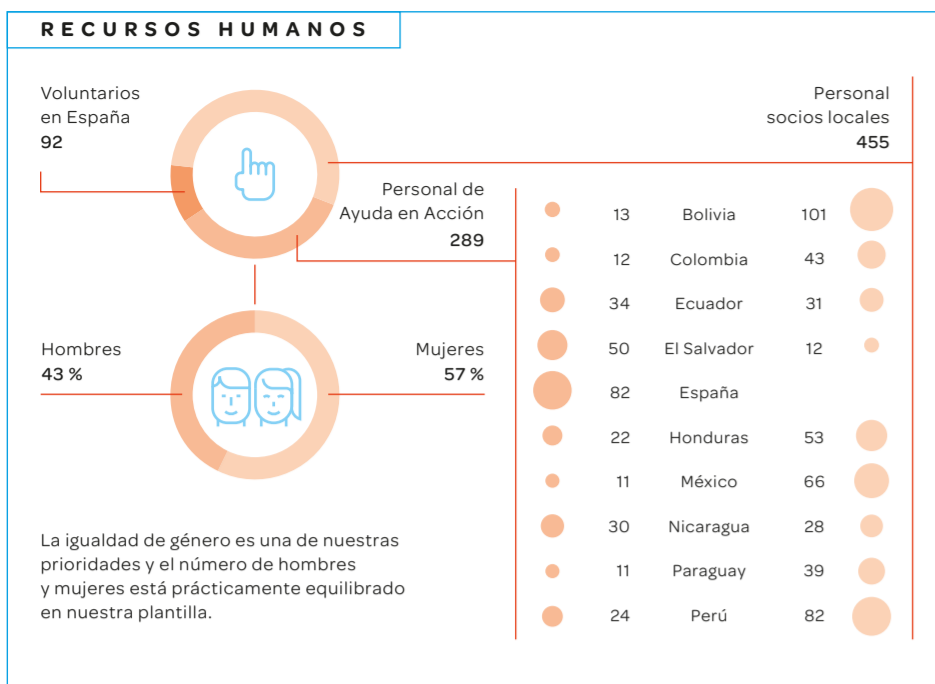 RECURSOS HUMANOS
Voluntarios
en España
92
Personal
socios locales
455
Personal de
Ayuda en Acción
289
13 Bolivia 101
12 Colombia 43
34 Ecuador 31
50 El Salvador 12
82 España
22 Honduras 53
11 México 66
30 Nicaragua 28
11 Paraguay 39
24 Perú 82
Hombres
43 %
Mujeres
57 %
La igualdad de género es una de nuestras
prioridades y el número de hombres
y mujeres está prácticamente equilibrado
en nuestra plantilla.